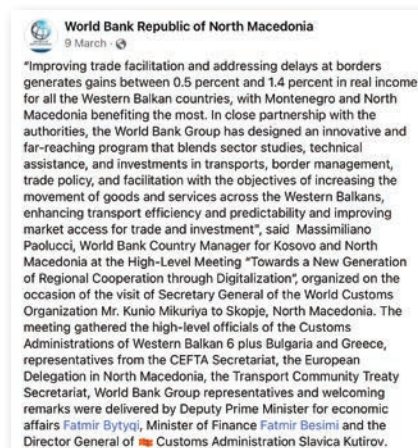 World Bank Republic of North Macedonia
9 March ·
"Improving trade facilitation and addressing delays at borders
generates gains between 0.5 percent and 1.4 percent in real income
for all the Western Balkan countries, with Montenegro and North
Macedonia benefiting the most. In close partnership with the
authorities, the World Bank Group has designed an innovative and
far-reaching program that blends sector studies, technical
assistance, and investments in transports, border management,
trade policy, and facilitation with the objectives of increasing the
movement of goods and services across the Western Balkans,
enhancing transport efficiency and predictability and improving
market access for trade and investment", said Massimiliano
Paolucci, World Bank Country Manager for Kosovo and North
Macedonia at the High-Level Meeting "Towards a New Generation
of Regional Cooperation through Digitalization", organized on the
occasion of the visit of Secretary General of the World Customs
Organization Mr. Kunio Mikuriya to Skopje, North Macedonia. The
meeting gathered the high-level officials of the Customs
Administrations of Western Balkan 6 plus Bulgaria and Greece,
representatives from the CEFTA Secretariat, the European
Delegation in North Macedonia, the Transport Community Treaty
Secretariat, World Bank Group representatives and welcoming
remarks were delivered by Deputy Prime Minister for economic
affairs Fatmir Bytyqi, Minister of Finance Fatmir Besimi and the
Director General of Customs Administration Slavica Kutirov.